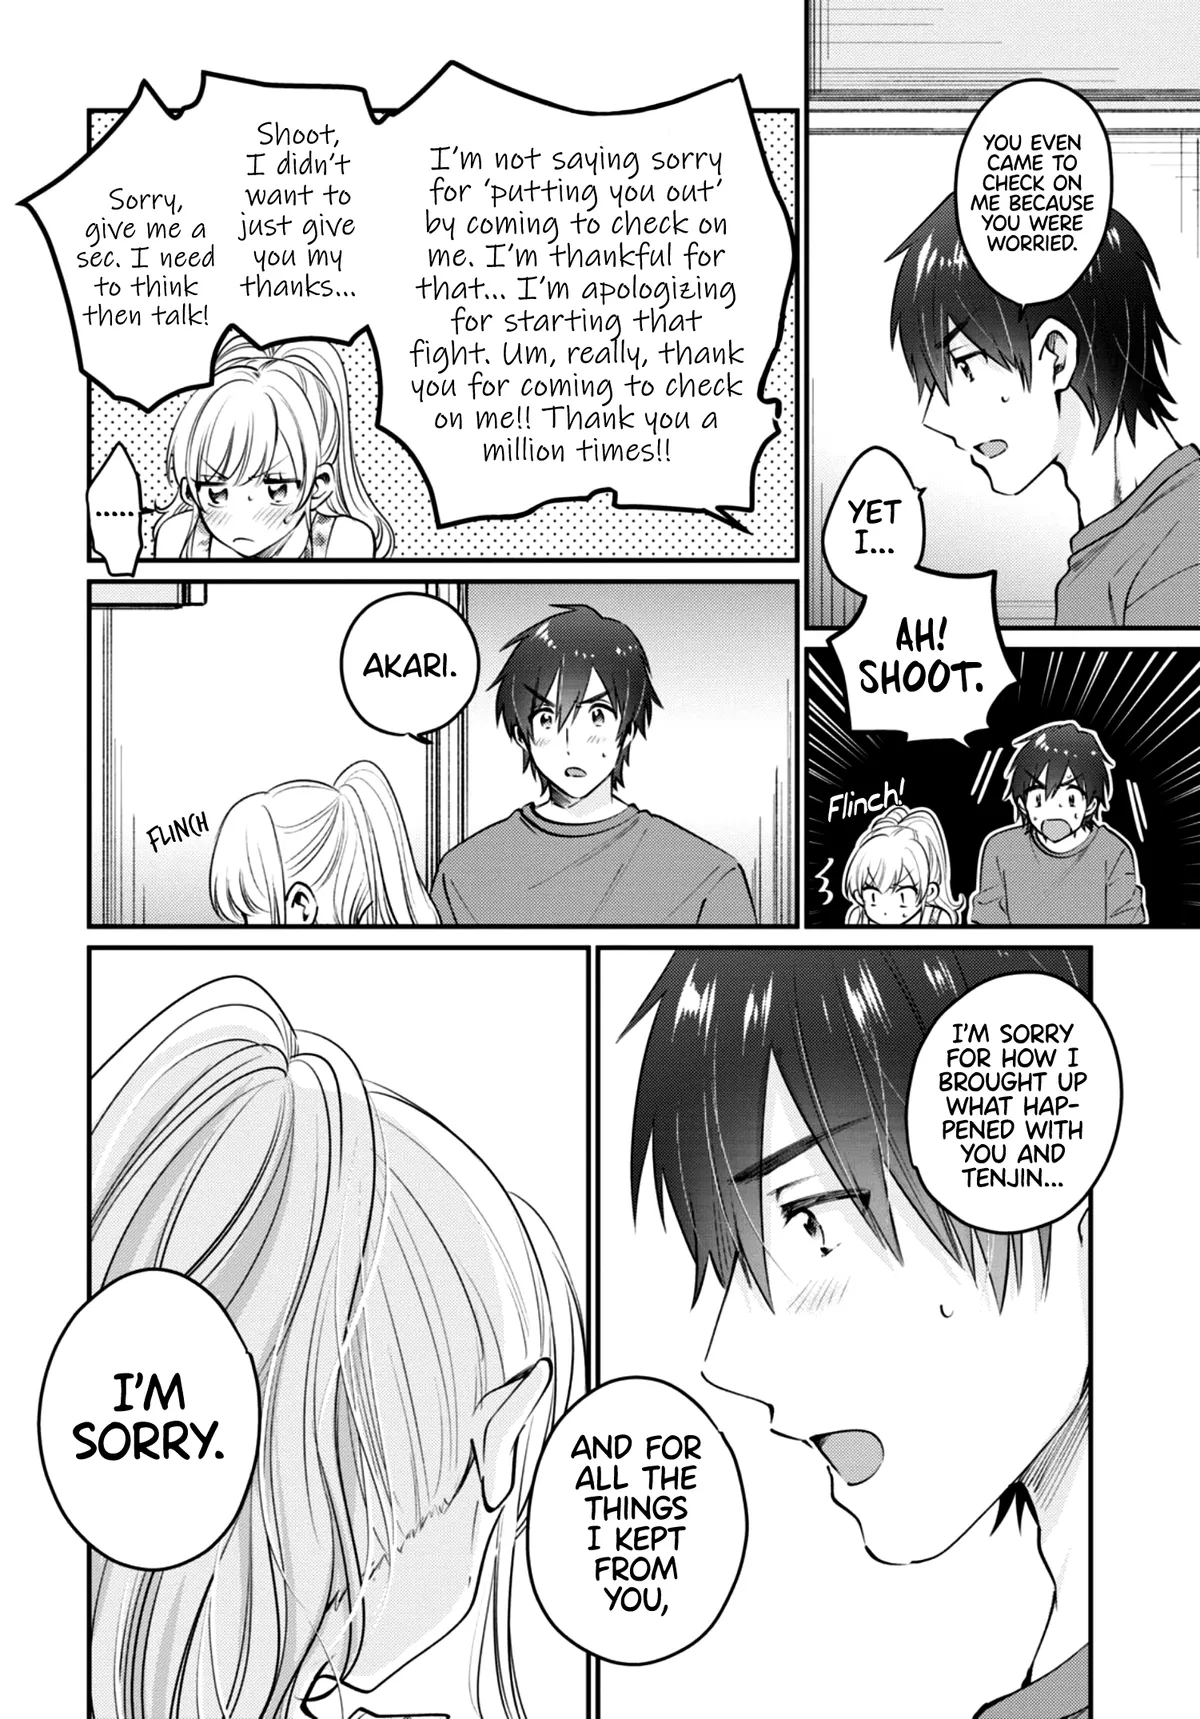 YOU EVEN
CAME TO
CHECK ON
ME BECAUSE
YOU WERE
WORRIED.
YET
I...
AH!
SHOOT.
Flinch!
I'm not saying sorry
for 'putting you out'
by coming to check on
me. I'm thankful for
that... I'm apologizing
for starting that
fight. Um, really, thank
you for coming to check
on me!! Thank you a
million times!!
Shoot,
I didn't
want to
just give
you my
thanks...
Sorry,
give me a
sec. I need
to think
then talk!
......
AKARI.
FLINCH
I'M SORRY
FOR HOW I
BROUGHT UP
WHAT HAP-
PENED WITH
YOU AND
TENJIN...
AND FOR
ALL THE
THINGS
I KEPT
FROM
YOU,
I'M
SORRY.